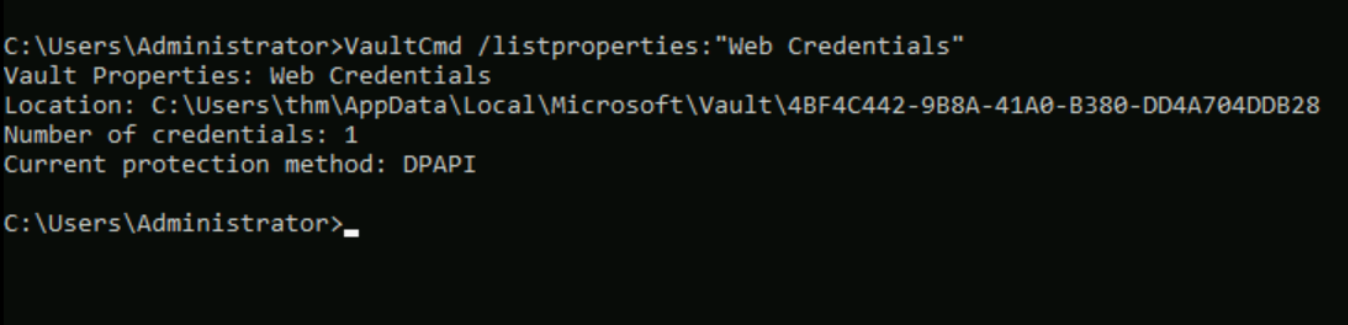 C:\Users\Administrator>VaultCmd /listproperties:"Web Credentials"
Vault Properties: Web Credentials
Location: C:\Users\thm\AppData\Local\Microsoft\Vault\4BF4C442-9B8A-41A0-B380-DD4A704DDB28
Number of credentials: 1
Current protection method: DPAPI
C:\Users\Administrator>